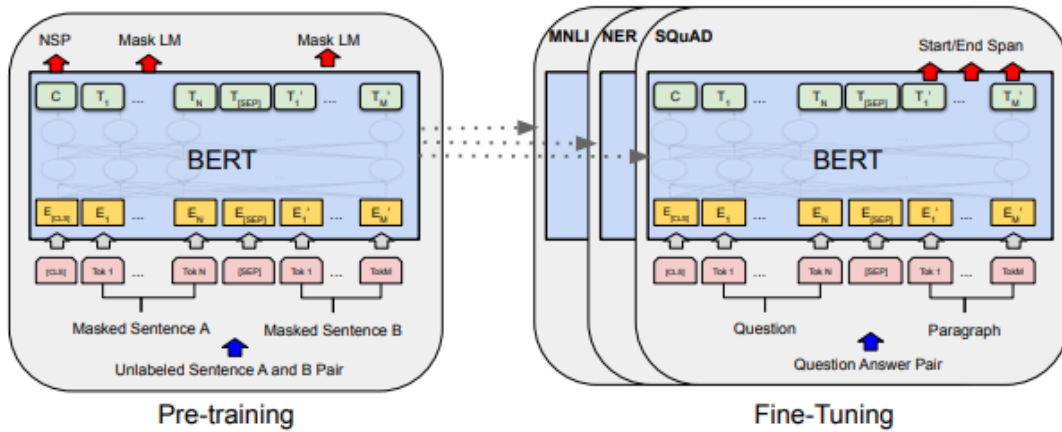 NSP Mask LM Mask LM
C T1 ... TN T[SEP] T1' ... TM'
BERT
E[CLS] E1 ... EN E[SEP] E1' ... EM'
[CLS] Tok 1 ... Tok N [SEP] Tok 1 ... TokM
Masked Sentence A Masked Sentence B
Unlabeled Sentence A and B Pair
Pre-training
MNLI NER SQuAD
Start/End Span
C T1 ... TN T[SEP] T1' ... TM'
BERT
E[CLS] E1 ... EN E[SEP] E1' ... EM'
[CLS] Tok 1 ... Tok N [SEP] Tok 1 ... TokM
Question Paragraph
Question Answer Pair
Fine-Tuning